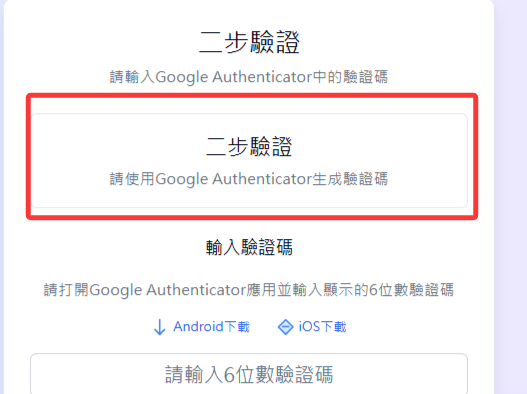 二步驗證
請輸入Google Authenticator中的驗證碼
二步驗證
請使用Google Authenticator生成驗證碼
輸入驗證碼
請打開Google Authenticator應用並輸入顯示的6位數驗證碼
Android下載 iOS下載
請輸入6位數驗證碼